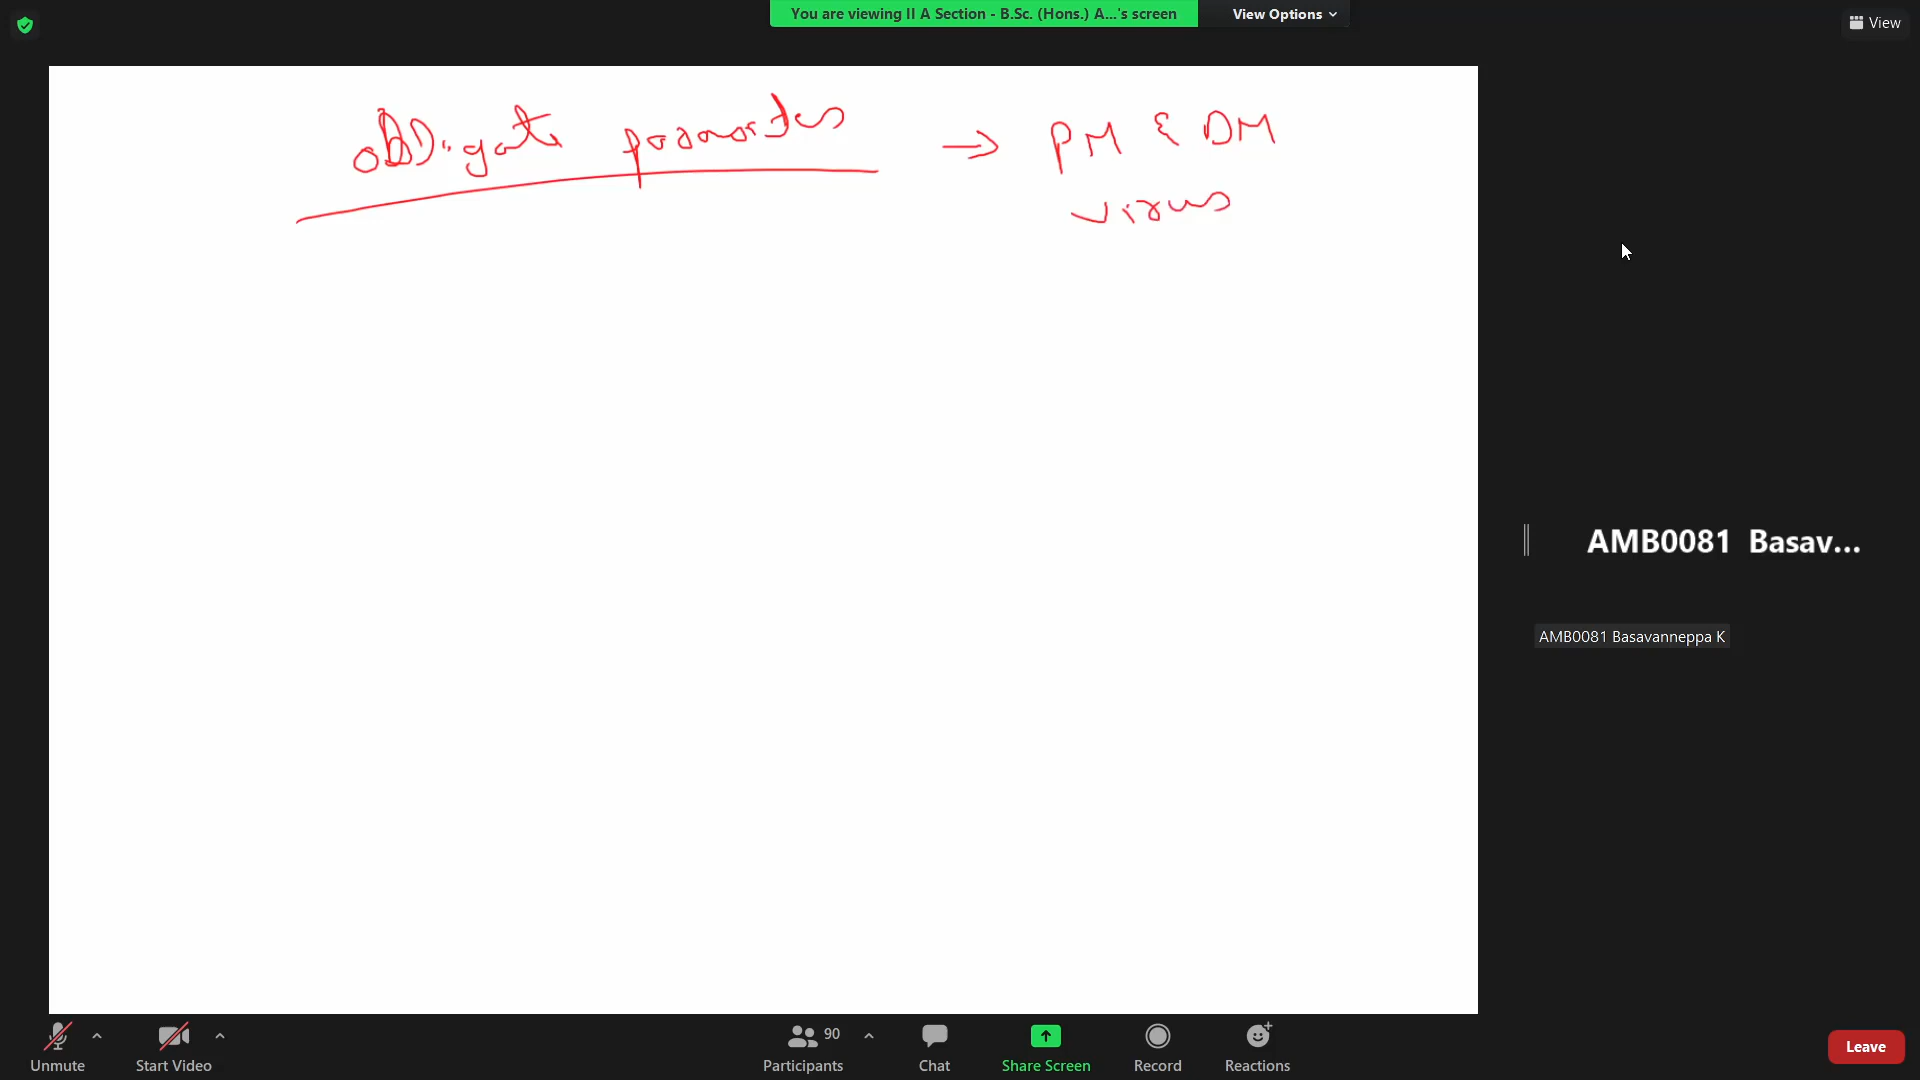 You are viewing II A Section - B.Sc. (Hons.) A...'s screen
View Options
View
obligate parasites → PM & DM
virus
AMB0081 Basav...
AMB0081 Basavanneppa K
Unmute
Start Video
90
Participants
Chat
Share Screen
Record
Reactions
Leave